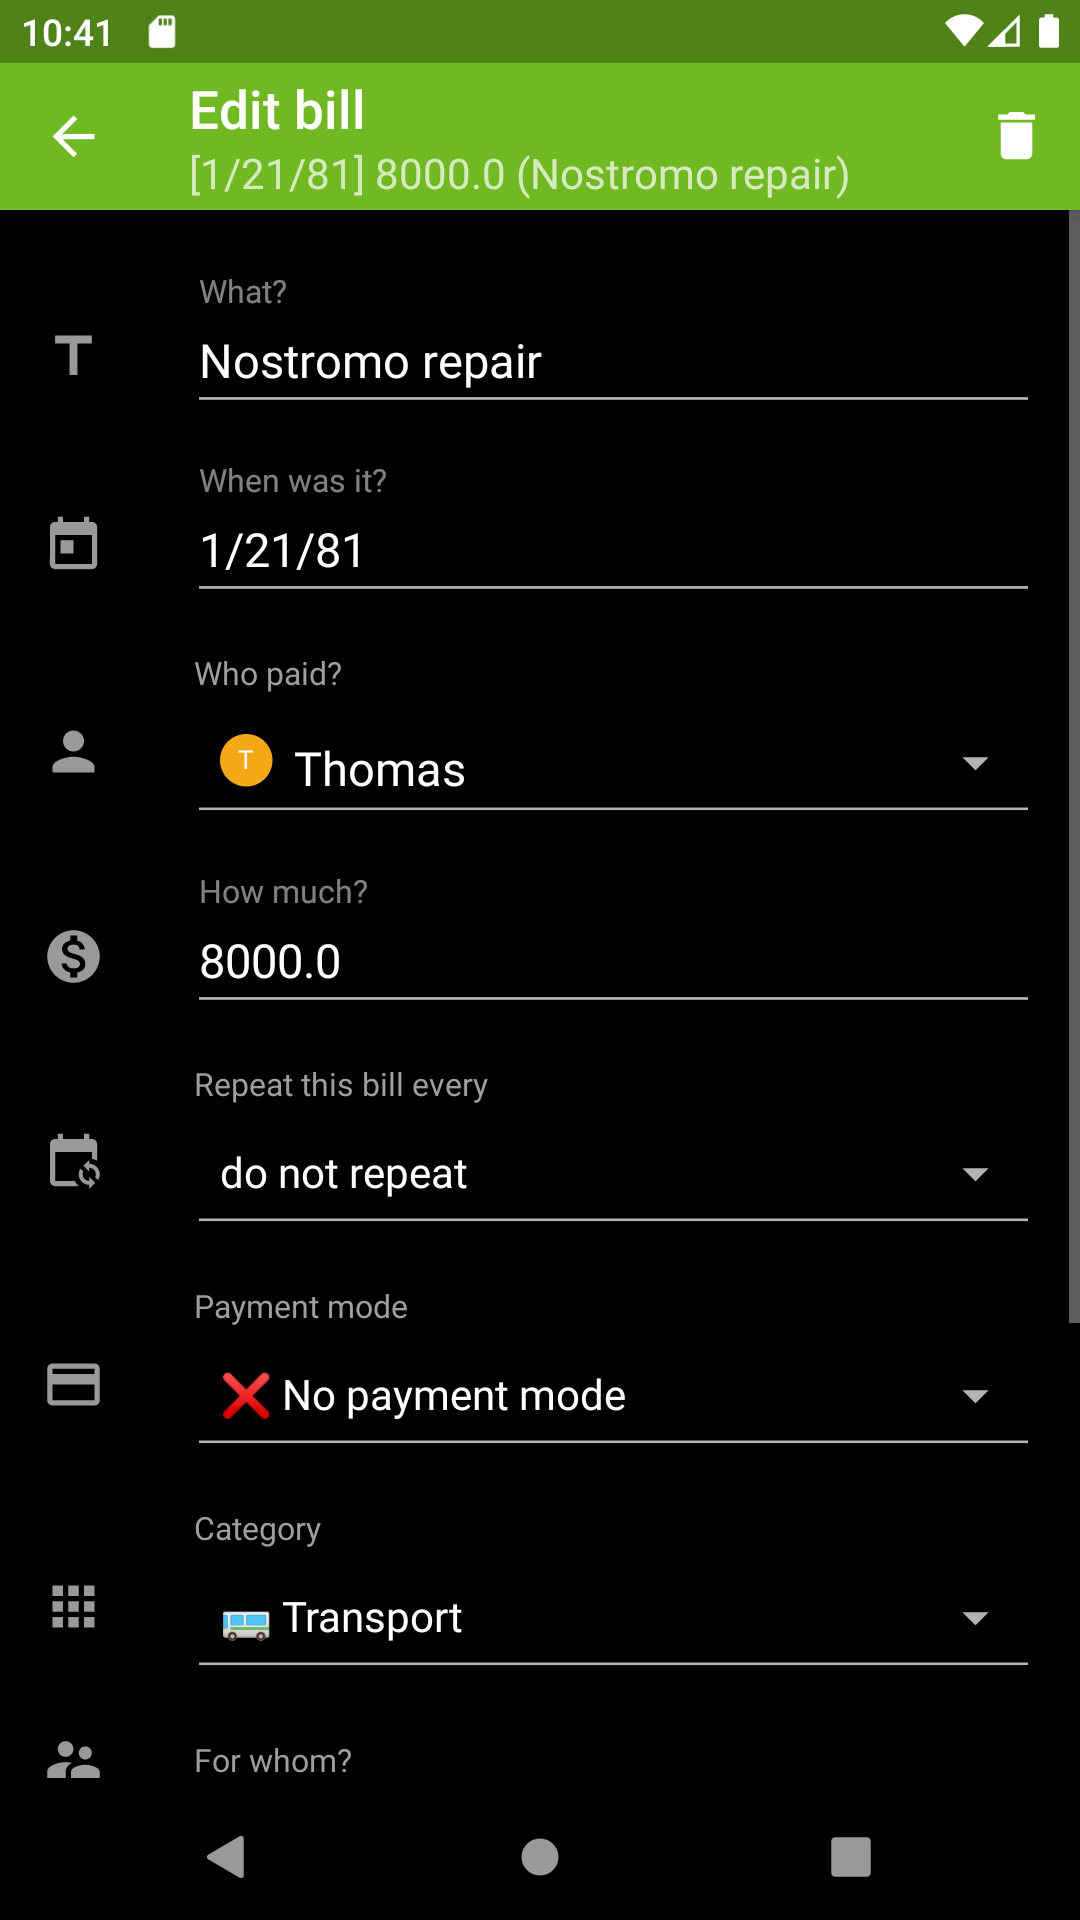 10:41
Edit bill
[1/21/81] 8000.0 (Nostromo repair)
What?
Nostromo repair
When was it?
1/21/81
Who paid?
T Thomas
How much?
8000.0
Repeat this bill every
do not repeat
Payment mode
❌ No payment mode
Category
🚌 Transport
For whom?